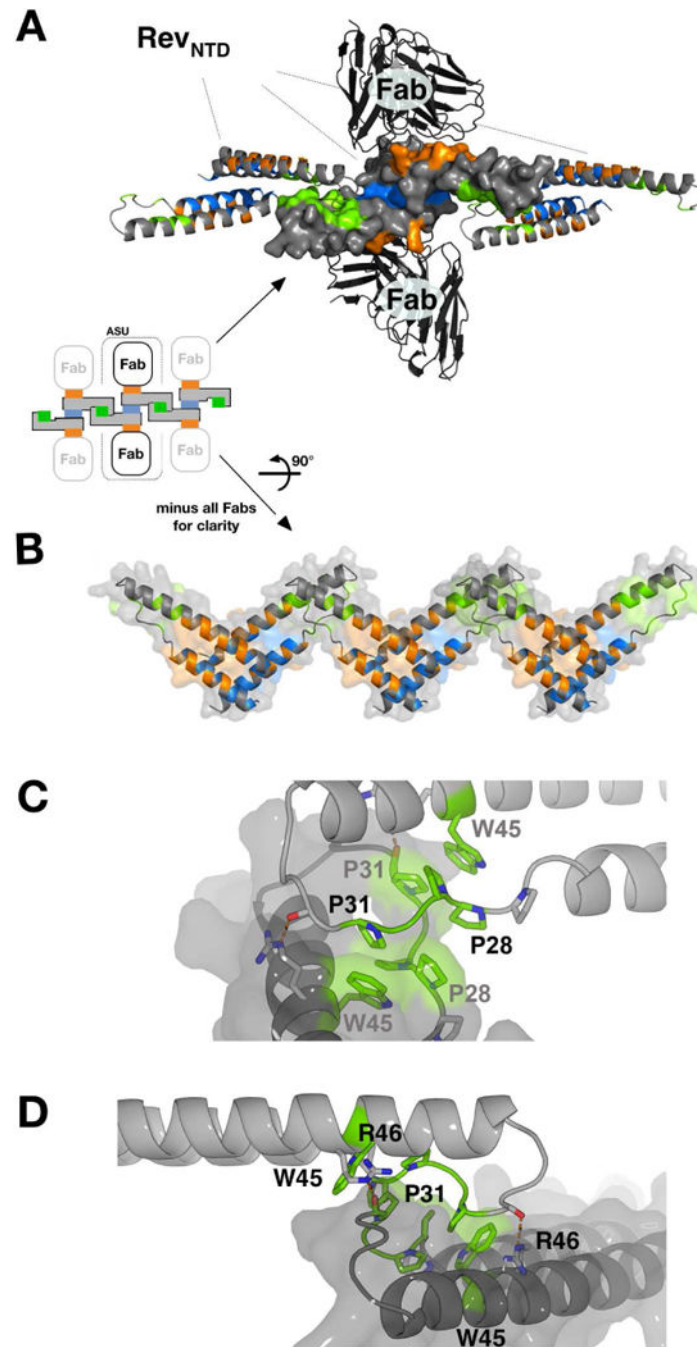 A
Rev NTD
Fab
Fab
ASU
Fab
Fab
Fab
Fab
Fab
Fab
90°
minus all Fabs
for clarity
B
C
W45
P31
P31
P28
P28
W45
D
R46
W45
P31
R46
W45